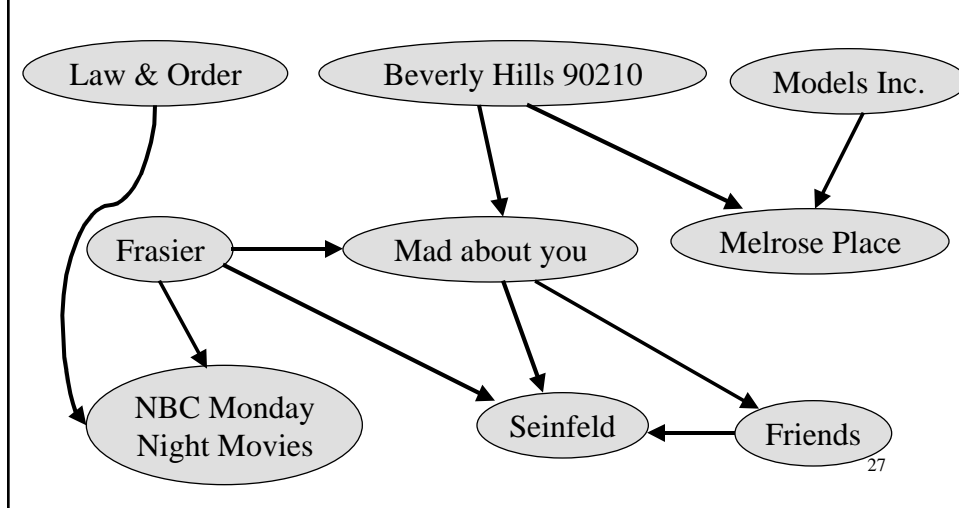 Law & Order
Beverly Hills 90210
Models Inc.
Frasier
Mad about you
Melrose Place
NBC Monday
Night Movies
Seinfeld
Friends
27